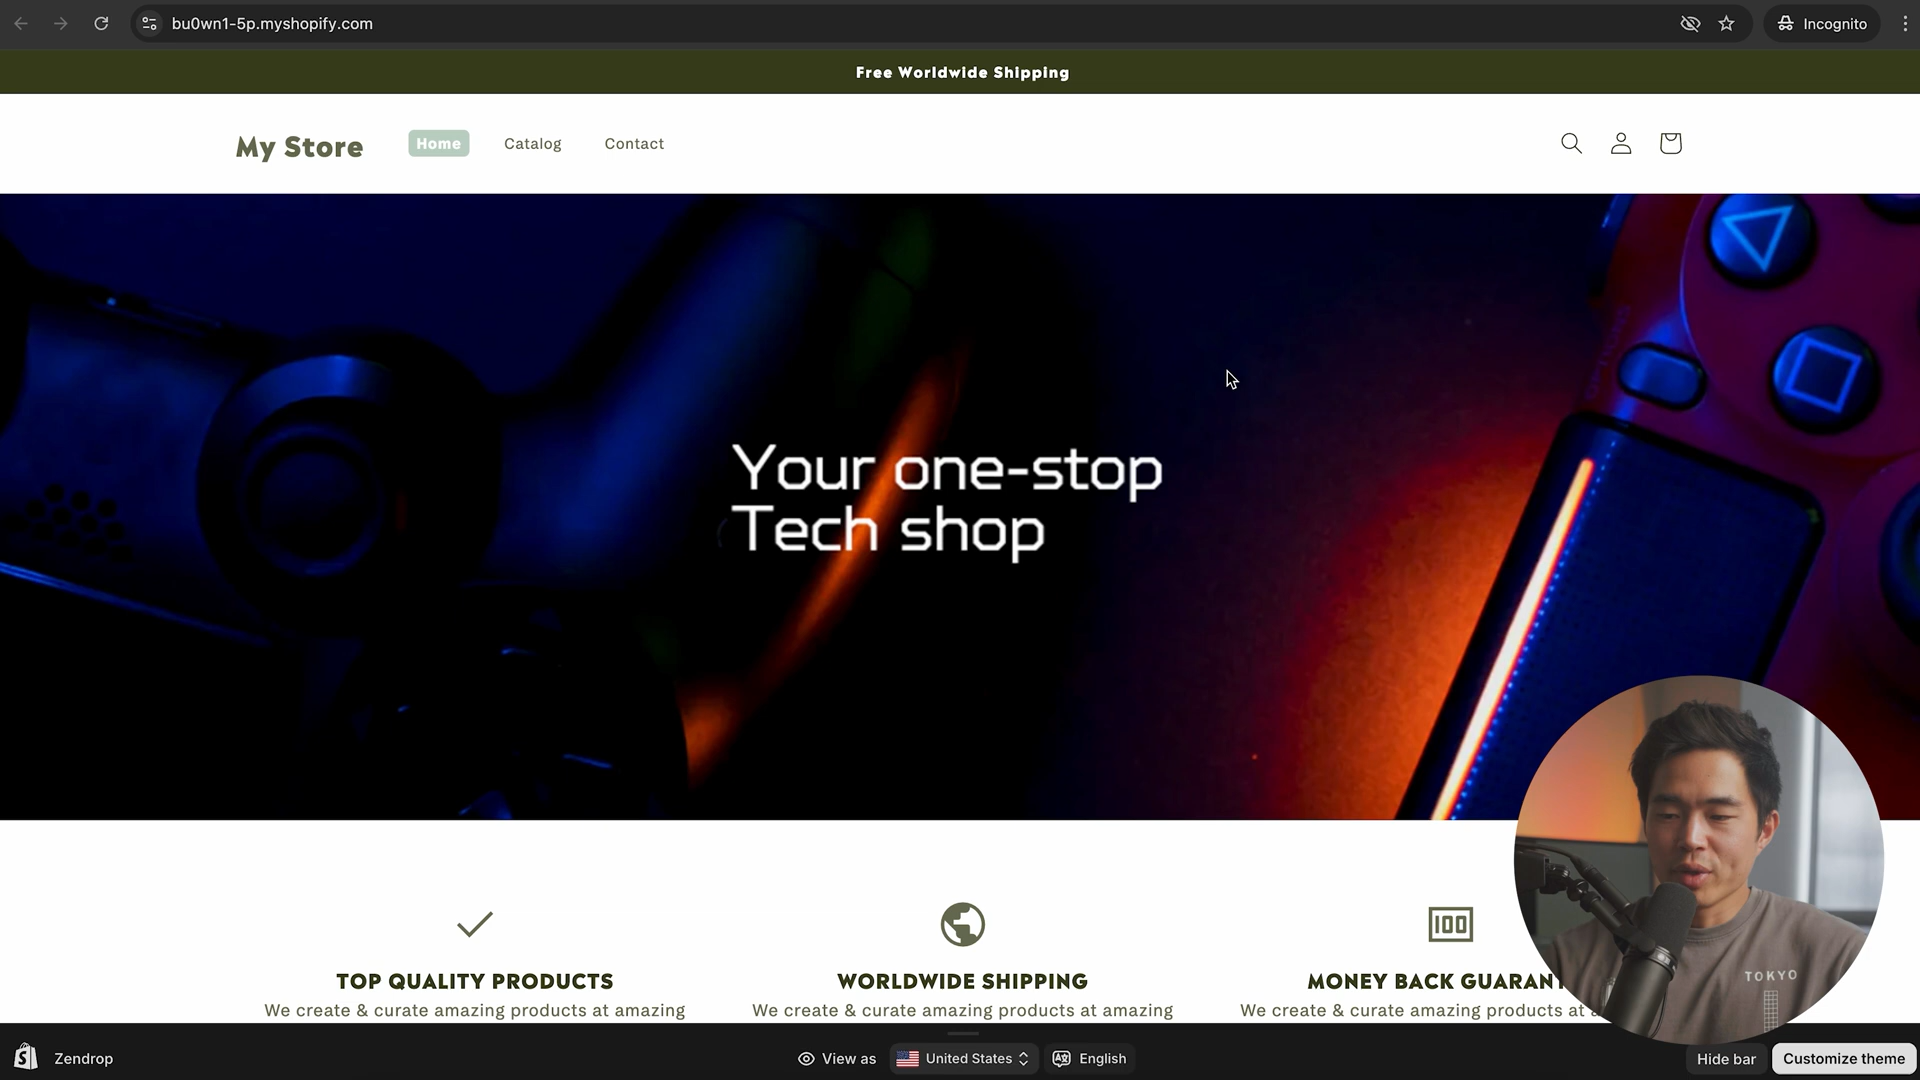 bu0wn1-5p.myshopify.com
Incognito
Free Worldwide Shipping
My Store
Home
Catalog
Contact
Your one-stop
Tech shop
TOP QUALITY PRODUCTS
We create & curate amazing products at amazing
WORLDWIDE SHIPPING
We create & curate amazing products at amazing
100
MONEY BACK
We create & curate amazing products at
TOKYO
Zendrop
View as
United States
English
Hide bar
Customize theme